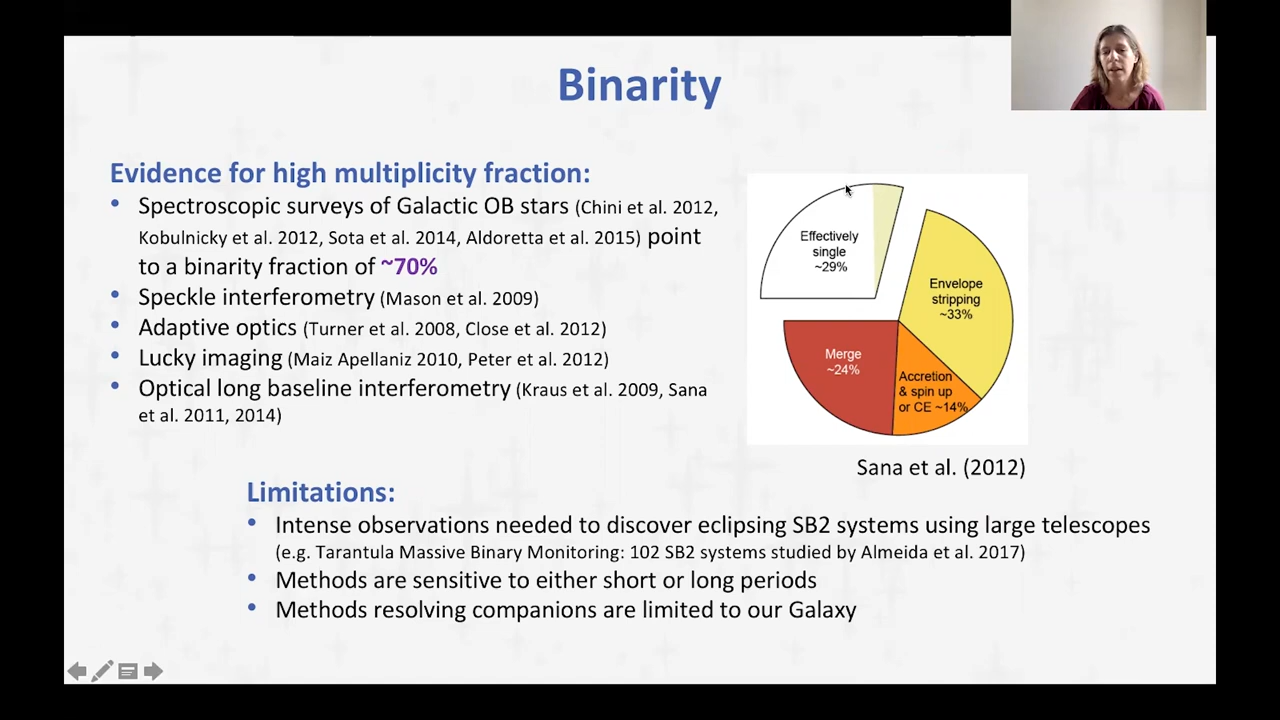 Binarity
Evidence for high multiplicity fraction:
• Spectroscopic surveys of Galactic OB stars (Chini et al. 2012,
Kobulnicky et al. 2012, Sota et al. 2014, Aldoretta et al. 2015) point
to a binarity fraction of ~70%
• Speckle interferometry (Mason et al. 2009)
• Adaptive optics (Turner et al. 2008, Close et al. 2012)
• Lucky imaging (Maiz Apellaniz 2010, Peter et al. 2012)
• Optical long baseline interferometry (Kraus et al. 2009, Sana
et al. 2011, 2014)
Effectively
single
~29%
Envelope
stripping
~33%
Merge
~24%
Accretion
& spin up
or CE ~14%
Sana et al. (2012)
Limitations:
• Intense observations needed to discover eclipsing SB2 systems using large telescopes
(e.g. Tarantula Massive Binary Monitoring: 102 SB2 systems studied by Almeida et al. 2017)
• Methods are sensitive to either short or long periods
• Methods resolving companions are limited to our Galaxy